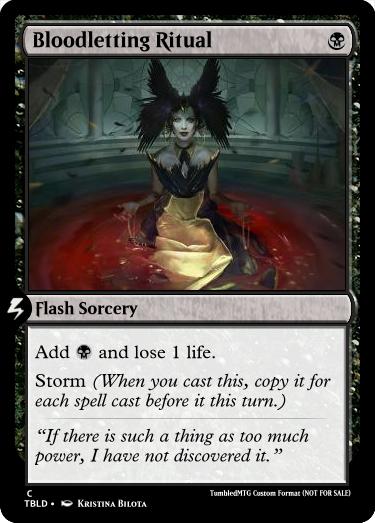 Bloodletting Ritual
Flash Sorcery
Add and lose 1 life.
Storm (When you cast this, copy it for
each spell cast before it this turn.)
"If there is such a thing as too much
power, I have not discovered it."
C
TBLD • Kristina Bilota
TumbledMTG Custom Format (NOT FOR SALE)